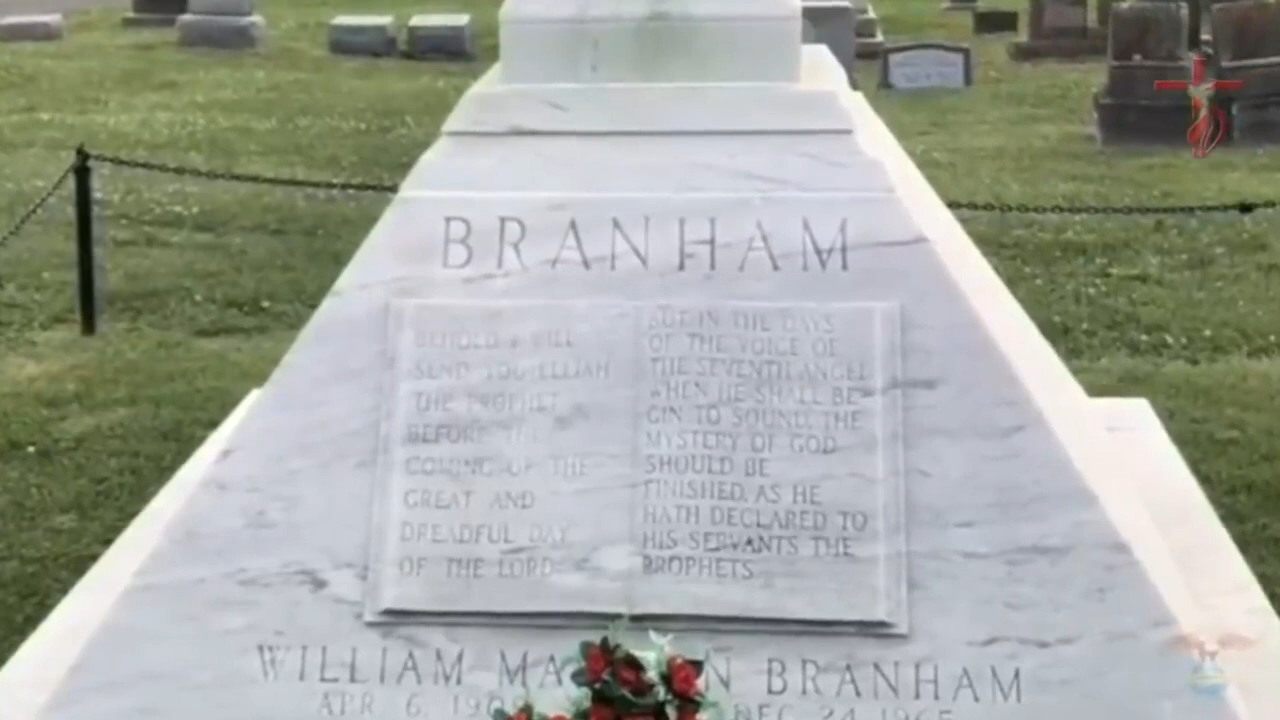 BRANHAM
BEHOLD I WILL
SEND YOU ELIJAH
THE PROPHET
BEFORE THE
COMING OF THE
GREAT AND
DREADFUL DAY
OF THE LORD
BUT IN THE DAYS
OF THE VOICE OF
THE SEVENTH ANGEL
WHEN HE SHALL BE-
GIN TO SOUND, THE
MYSTERY OF GOD
SHOULD BE
FINISHED, AS HE
HATH DECLARED TO
HIS SERVANTS THE
PROPHETS
WILLIAM BRANHAM
APR 6, DEC 24 1965